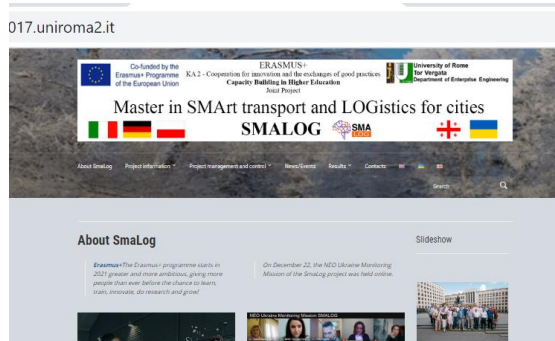 017.uniroma2.it
Co-funded by the
Erasmus+ Programme
of the European Union
ERASMUS+
KA 2 - Cooperation for innovation and the exchanges of good practices
Capacity Building in Higher Education
Joint Project
University of Rome
Tor Vergata
Department of Enterprise Engineering
Master in SMArt transport and LOGistics for cities
SMALOG
SMA
LOG
About SmaLog Project information Project management and control News/Events Results Contacts
Search
About SmaLog
Slideshow
Erasmus+The Erasmus+ programme starts in
2021 greater and more ambitious, giving more
people than ever before the chance to learn,
train, innovate, do research and grow!
On December 22, the NEO Ukraine Monitoring
Mission of the SmaLog project was held online.
NEO Ukraine Monitoring Mission SMALOG